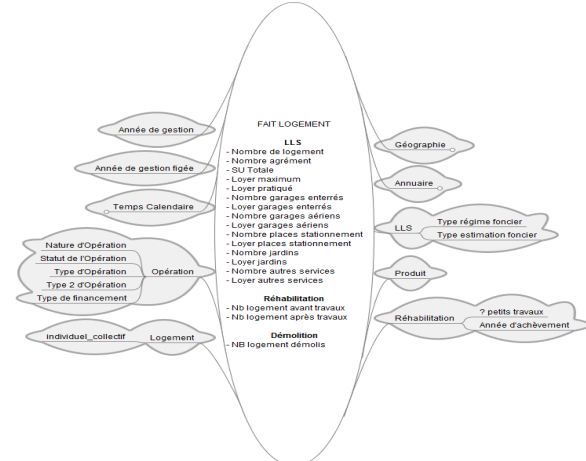 FAIT LOGEMENT
LLS
- Nombre de logement
- Nombre agrément
- SU Totale
- Loyer maximum
- Loyer pratiqué
- Nombre garages enterrés
- Loyer garages enterrés
- Nombre garages aériens
- Loyer garages aériens
- Nombre places stationnement
- Loyer places stationnement
- Nombre jardins
- Loyer jardins
- Nombre autres services
- Loyer autres services
Réhabilitation
- Nb logement avant travaux
- Nb logement après travaux
Démolition
- NB logement démolis
Année de gestion
Année de gestion figée
Temps Calendaire
Nature d'Opération
Statut de l'Opération
Type d'Opération
Type 2 d'Opération
Type de financement
Opération
individuel_collectif
Logement
Géographie
Annuaire
LLS
Type régime foncier
Type estimation foncier
Produit
Réhabilitation
? petits travaux
Année d'achèvement